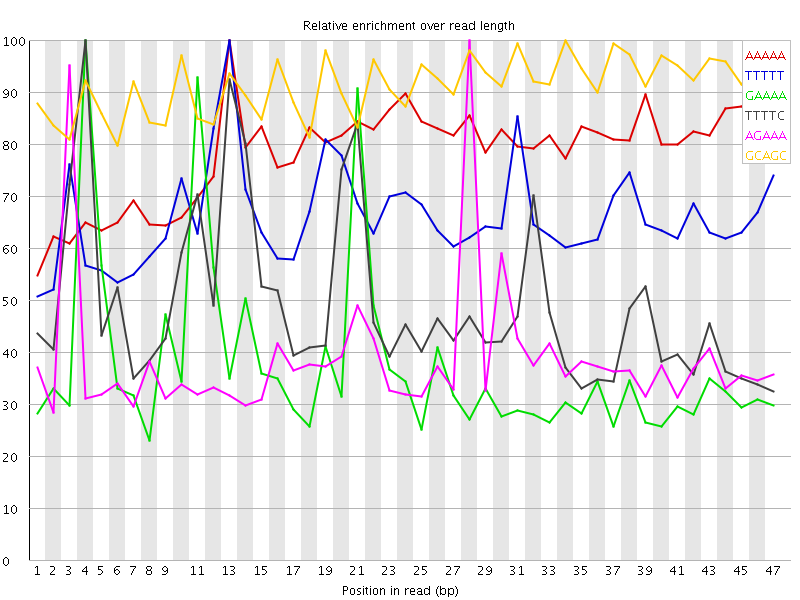 Relative enrichment over read length
100
90
80
70
60
50
40
30
20
10
0
AAAAA
TTTTT
GAAAA
TTTTC
AGAAA
GCAGC
1 2 3 4 5 6 7 8 9 11 13 15 17 19 21 23 25 27 29 31 33 35 37 39 41 43 45 47
Position in read (bp)